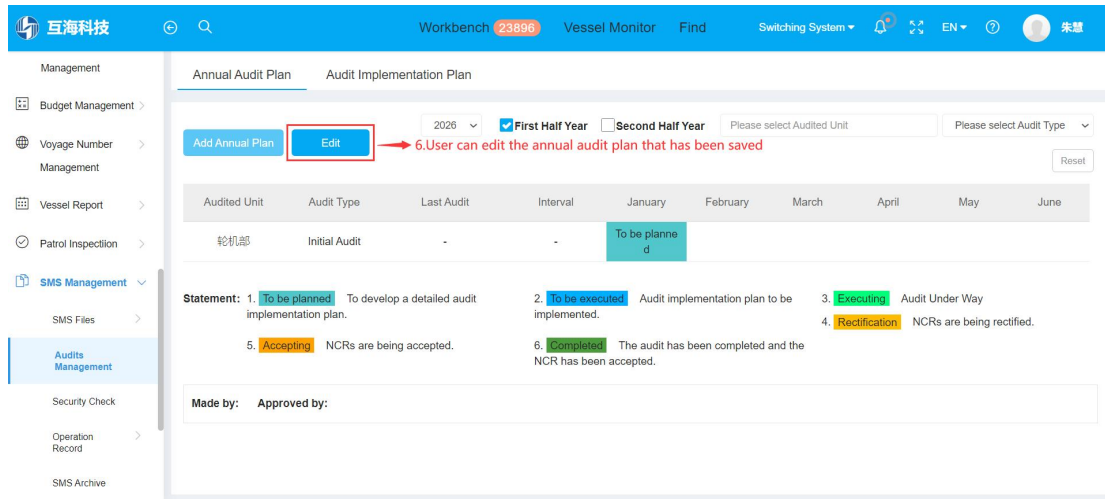 互海科技
Workbench 23896 Vessel Monitor Find Switching System EN 朱慧
Management
Budget Management
Voyage Number
Management
Vessel Report
Patrol Inspectiion
SMS Management
SMS Files
Audits
Management
Security Check
Operation
Record
SMS Archive
Annual Audit Plan Audit Implementation Plan
2026 First Half Year Second Half Year Please select Audited Unit Please select Audit Type
Add Annual Plan Edit 6.User can edit the annual audit plan that has been saved
Reset
Audited Unit Audit Type Last Audit Interval January February March April May June
轮机部 Initial Audit - - To be planne
d
Statement: 1. To be planned To develop a detailed audit
implementation plan.
2. To be executed Audit implementation plan to be
implemented.
3. Executing Audit Under Way
4. Rectification NCRs are being rectified.
5. Accepting NCRs are being accepted.
6. Completed The audit has been completed and the
NCR has been accepted.
Made by: Approved by: